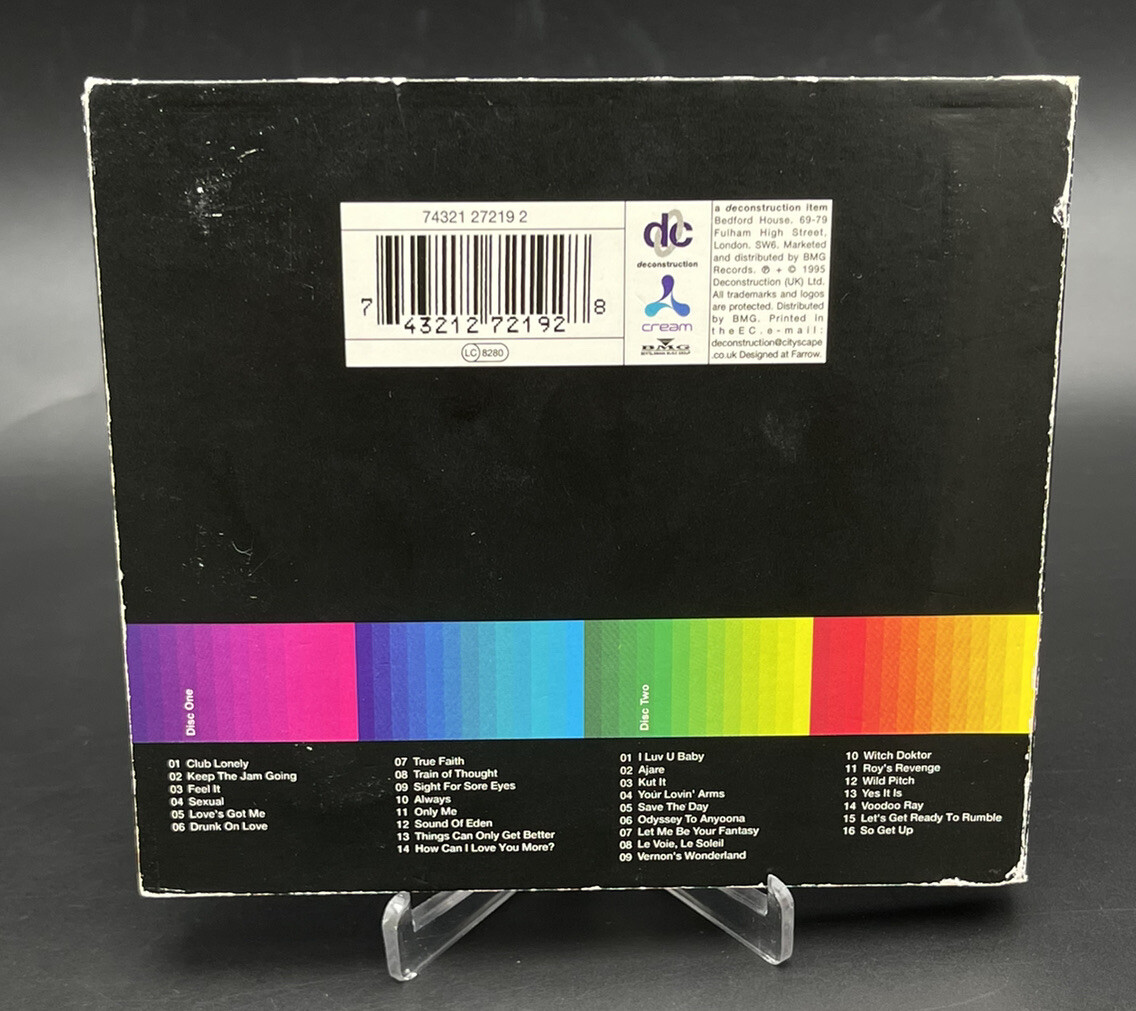 74321 27219 2
7 43212 72192 8
LC 8280
dc
deconstruction
cream
BMG
a deconstruction item
Bedford House, 69-79
Fulham High Street,
London, SW6. Marketed
and distributed by BMG
Records. ℗ + © 1995
Deconstruction (UK) Ltd.
All trademarks and logos
are protected. Distributed
by BMG. Printed in
the EC. e-mail:
deconstruction@cityscape
.co.uk Designed at Farrow.
Disc One
Disc Two
01 Club Lonely
02 Keep The Jam Going
03 Feel It
04 Sexual
05 Love's Got Me
06 Drunk On Love
07 True Faith
08 Train of Thought
09 Sight For Sore Eyes
10 Always
11 Only Me
12 Sound Of Eden
13 Things Can Only Get Better
14 How Can I Love You More?
01 I Luv U Baby
02 Ajare
03 Kut It
04 Your Lovin' Arms
05 Save The Day
06 Odyssey To Anyoona
07 Let Me Be Your Fantasy
08 Le Voie, Le Soleil
09 Vernon's Wonderland
10 Witch Doktor
11 Roy's Revenge
12 Wild Pitch
13 Yes It Is
14 Voodoo Ray
15 Let's Get Ready To Rumble
16 So Get Up